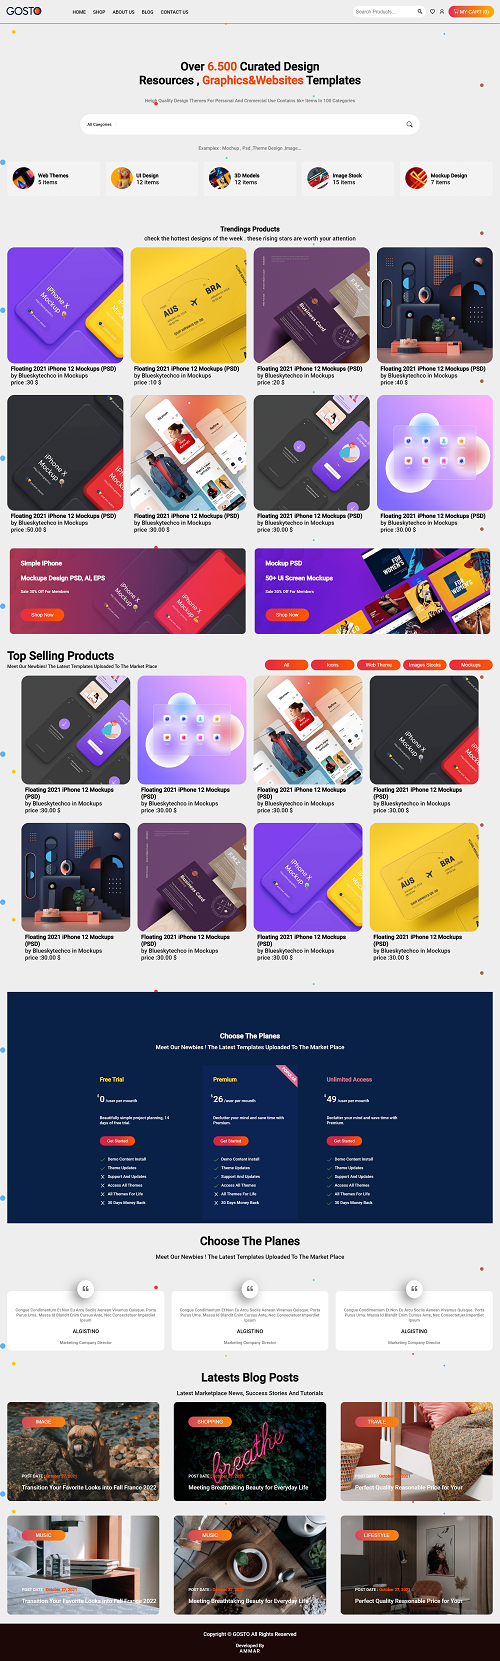 GOSTO
HOME SHOP ABOUT US BLOG CONTACT US
Search Products...
MY CART (0)
Over 6.500 Curated Design
Resources , Graphics&Websites Templates
Heigh Quality Design Themes For Personal And Cromercial Use Contains 6k+ Items In 100 Categories
All Caegories
Examplex : Mockup , Psd ,Theme Design ,Image...
Web Themes
5 items
UI Design
12 items
3D Models
12 items
Image Stock
15 items
Mockup Design
7 items
Trendings Products
check the hottest designs of the week . these rising stars are worth your attention
iPhone X
Mockup
AUS BRA
Business Card
Floating 2021 iPhone 12 Mockups (PSD)
by Blueskytechco in Mockups
price :30 $
Floating 2021 iPhone 12 Mockups (PSD)
by Blueskytechco in Mockups
price :10 $
Floating 2021 iPhone 12 Mockups (PSD)
by Blueskytechco in Mockups
price :20 $
Floating 2021 iPhone 12 Mockups (PSD)
by Blueskytechco in Mockups
price :40 $
iPhone X
Mockup
Floating 2021 iPhone 12 Mockups (PSD)
by Blueskytechco in Mockups
price :50.00 $
Floating 2021 iPhone 12 Mockups (PSD)
by Blueskytechco in Mockups
price :30.00 $
Floating 2021 iPhone 12 Mockups (PSD)
by Blueskytechco in Mockups
price :30.00 $
Floating 2021 iPhone 12 Mockups (PSD)
by Blueskytechco in Mockups
price :30.00 $
Simple iPhone
Mockups Design PSD, Ai, EPS
Sale 30% Off For Members
Shop Now
iPhone X
Mockup
Mockup PSD
50+ Ui Screen Mockups
Sale 20% Off For Members
Shop Now
FOR WOMEN'S
Top Selling Products
Meet Our Newbies! The Latest Templates Uploaded To The Market Place
All
Icons
Web Theme
Images Stocks
Mockups
iPhone X
Mockup
Floating 2021 iPhone 12 Mockups
(PSD)
by Blueskytechco in Mockups
price :30.00 $
Floating 2021 iPhone 12 Mockups
(PSD)
by Blueskytechco in Mockups
price :30.00 $
Floating 2021 iPhone 12 Mockups
(PSD)
by Blueskytechco in Mockups
price :30.00 $
Floating 2021 iPhone 12 Mockups
(PSD)
by Blueskytechco in Mockups
price :30.00 $
Business Card
iPhone X
Mockup
AUS BRA
Floating 2021 iPhone 12 Mockups
(PSD)
by Blueskytechco in Mockups
price :30.00 $
Floating 2021 iPhone 12 Mockups
(PSD)
by Blueskytechco in Mockups
price :30.00 $
Floating 2021 iPhone 12 Mockups
(PSD)
by Blueskytechco in Mockups
price :30.00 $
Floating 2021 iPhone 12 Mockups
(PSD)
by Blueskytechco in Mockups
price :30.00 $
Choose The Planes
Meet Our Newbies ! The Latest Templates Uploaded To The Market Place
Free Trial
$0 /user per mounth
Beautifully simple project planning, 14
days of free trial.
Get Started
Demo Content Install
Theme Updates
Support And Updates
Access All Themes
All Themes For Life
30 Days Money Back
Premium
$26 /user per mounth
Declutter your mind and save time with
Premium.
Get Started
Demo Content Install
Theme Updates
Support And Updates
Access All Themes
All Themes For Life
30 Days Money Back
Unlimited Access
$49 /user per mounth
Declutter your mind and save time with
Premium.
Get Started
Demo Content Install
Theme Updates
Support And Updates
Access All Themes
All Themes For Life
30 Days Money Back
Choose The Planes
Meet Our Newbies ! The Latest Templates Uploaded To The Market Place
Congue Condimentum Et Non Eu Arcu Sociis Aenean Vivamus Quisque. Porta
Purus Urna, Massa Id Blandit Enim Cursus Ante, Nec Consectetuer Imperdiet
Ipsum
ALGISTINO
Marketing Company Director
Congue Condimentum Et Non Eu Arcu Sociis Aenean Vivamus Quisque. Porta
Purus Urna, Massa Id Blandit Enim Cursus Ante, Nec Consectetuer Imperdiet
Ipsum
ALGISTINO
Marketing Company Director
Congue Condimentum Et Non Eu Arcu Sociis Aenean Vivamus Quisque. Porta
Purus Urna, Massa Id Blandit Enim Cursus Ante, Nec Consectetuer Imperdiet
Ipsum
ALGISTINO
Marketing Company Director
Latests Blog Posts
Latest Marketplace News, Success Stories And Tutorials
IMAGE
POST DATE : October 27, 2021
Transition Your Favorite Looks into Fall France 2022
SHOPPING
breathe
POST DATE : October 27, 2021
Meeting Breathtaking Beauty for Everyday Life
TRAVLE
POST DATE : October 27, 2021
Perfect Quality Reasonable Price for Your
MUSIC
POST DATE : October 27, 2021
Transition Your Favorite Looks into Fall France 2022
MUSIC
POST DATE : October 27, 2021
Meeting Breathtaking Beauty for Everyday Life
LIFESTYLE
POST DATE : October 27, 2021
Perfect Quality Reasonable Price for Your
Copyright © GOSTO All Rights Reserved
Developed By
AMMAR